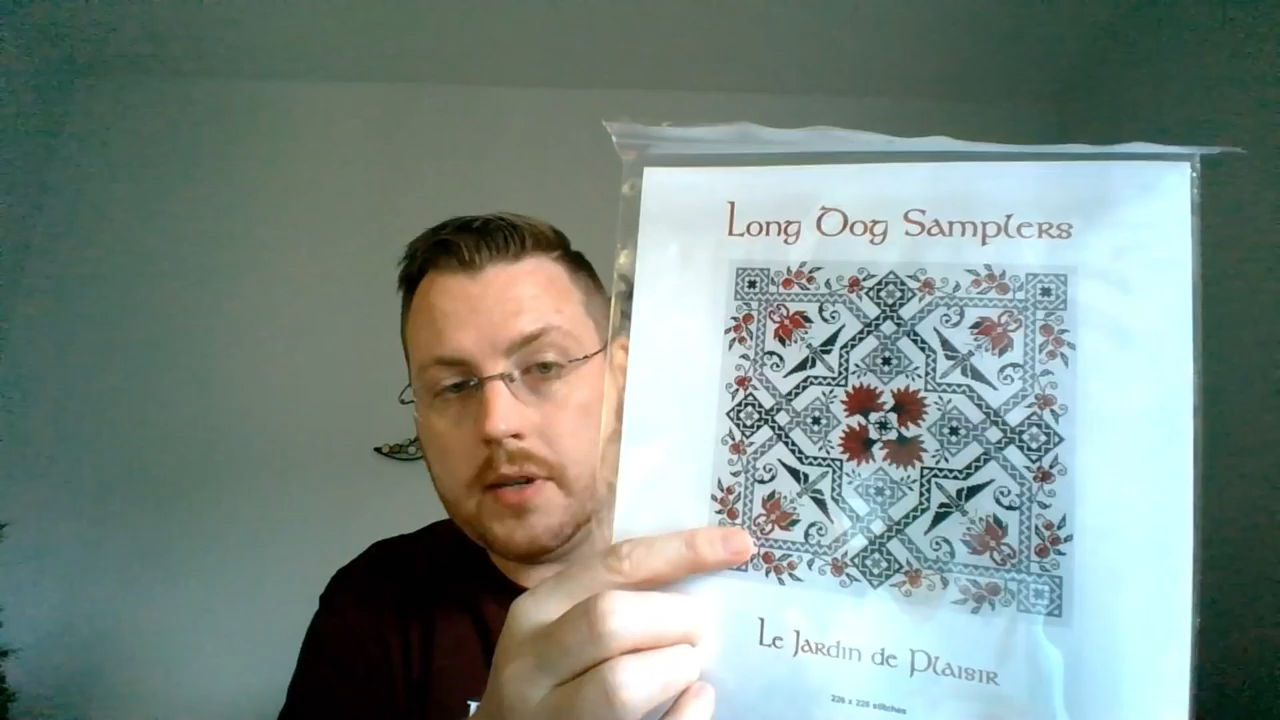 Long Dog Samplers
Le Jardin de Plaisir
226 x 226 stitches